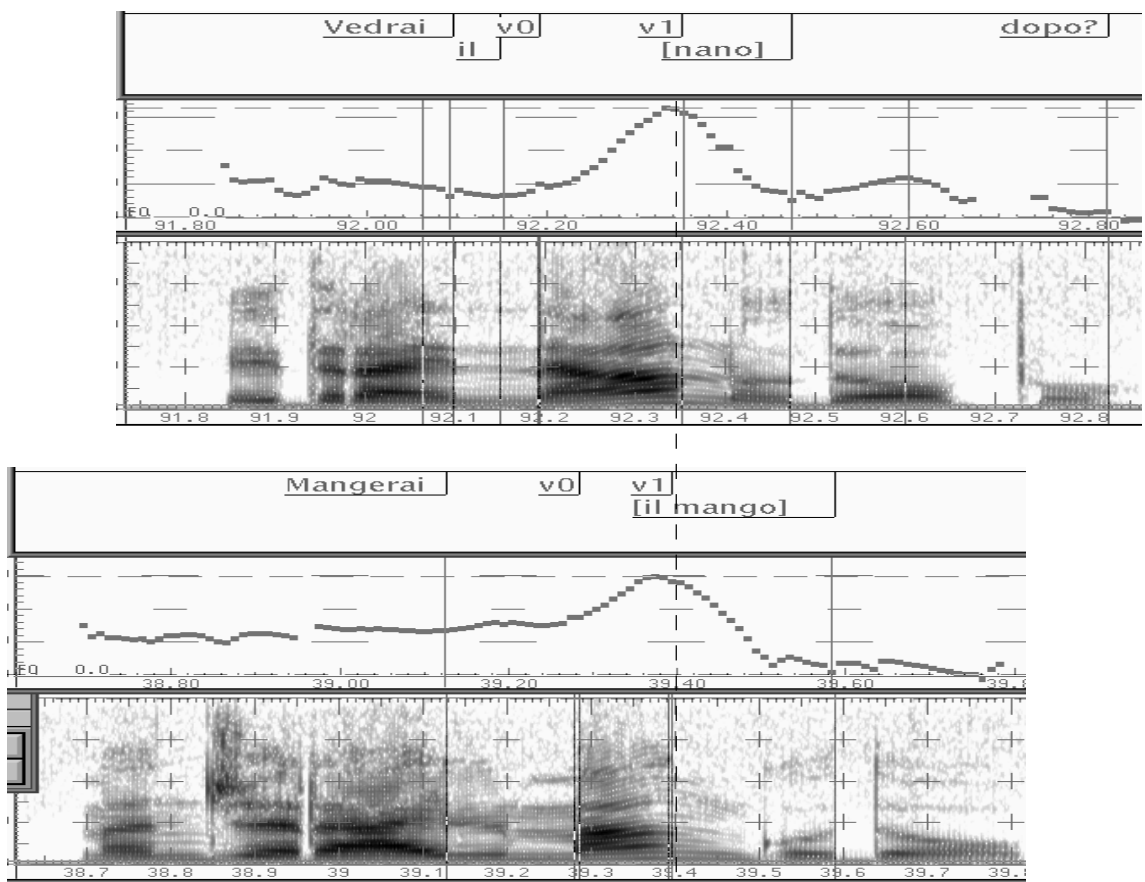 Vedrai v0 v1 dopo?
il [nano]
F0 0.0
91.80 92.00 92.20 92.40 92.60 92.80
91.8 91.9 92 92.1 92.2 92.3 92.4 92.5 92.6 92.7 92.8
Mangerai v0 v1
[il mango]
F0 0.0
38.80 39.00 39.20 39.40 39.60
38.7 38.8 38.9 39 39.1 39.2 39.3 39.4 39.5 39.6 39.7